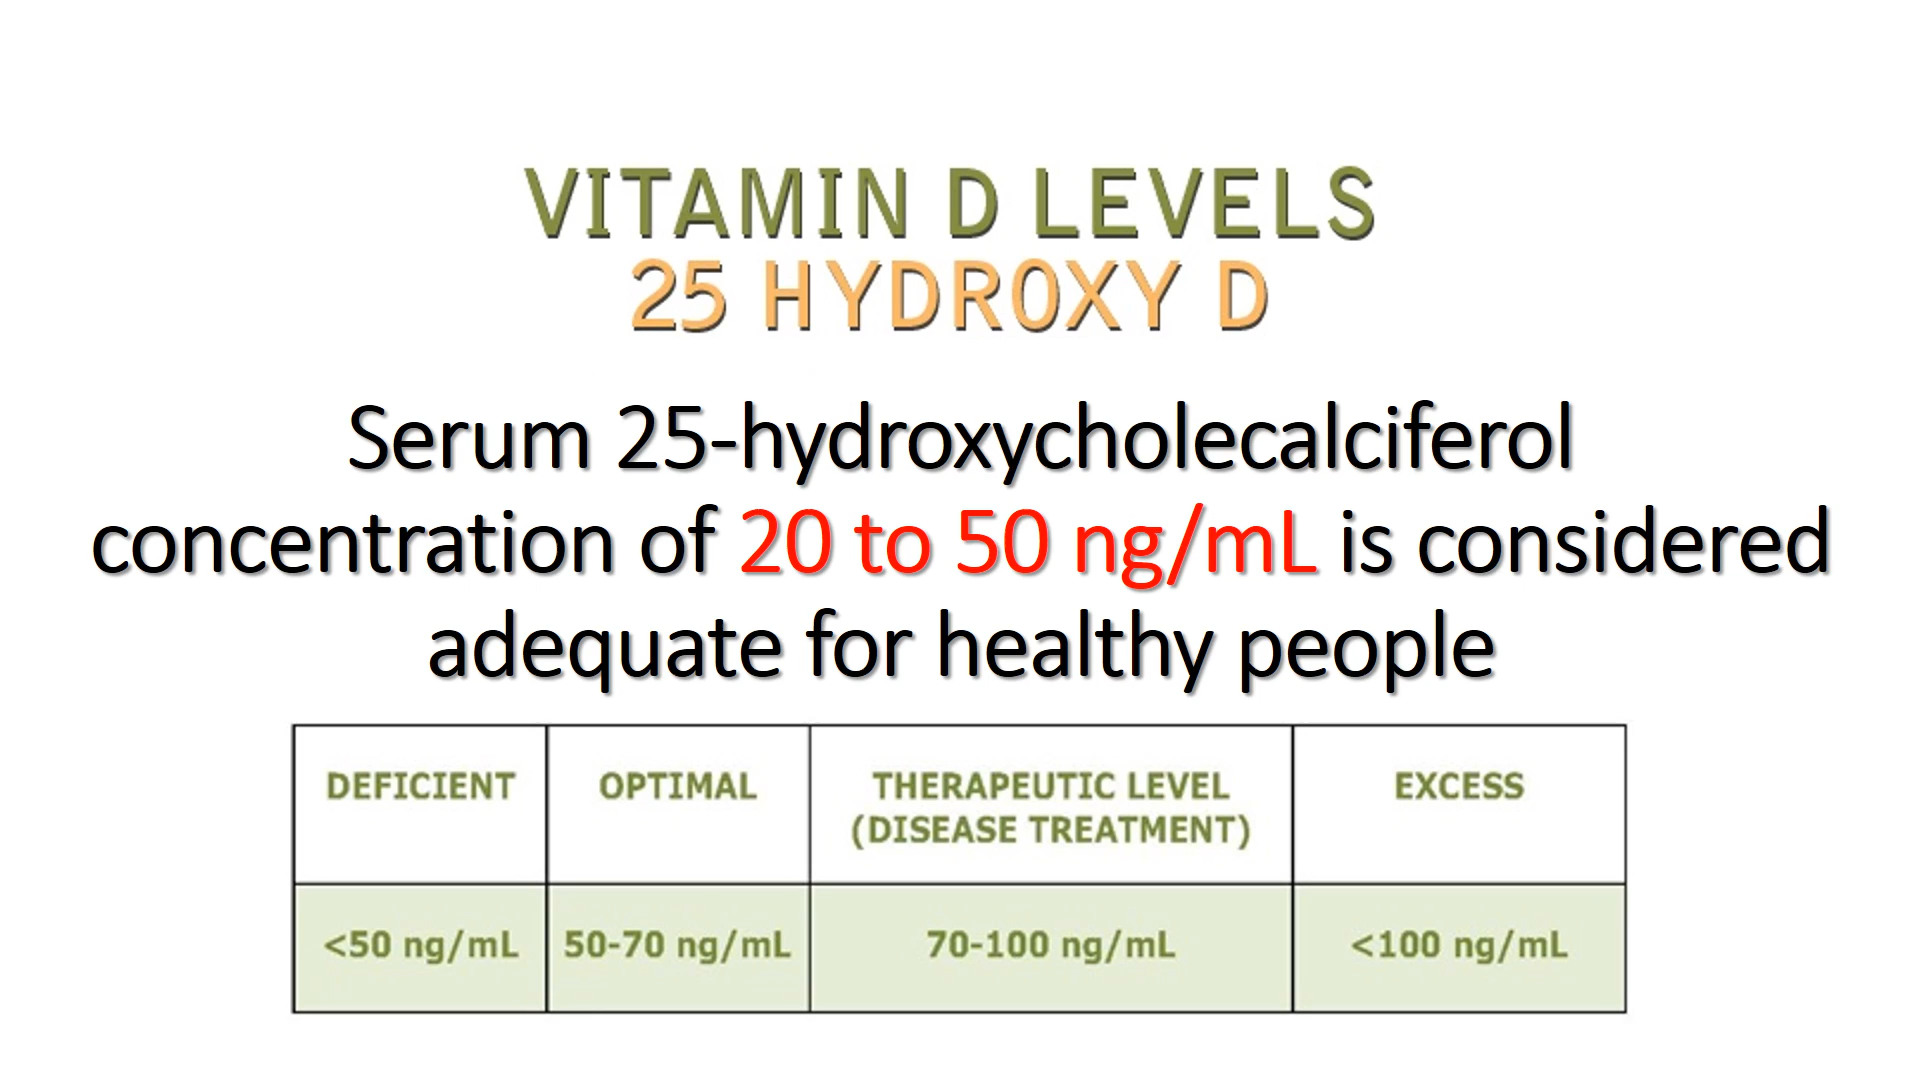 VITAMIN D LEVELS
25 HYDROXY D
Serum 25-hydroxycholecalciferol
concentration of 20 to 50 ng/mL is considered
adequate for healthy people
DEFICIENT OPTIMAL THERAPEUTIC LEVEL EXCESS
(DISEASE TREATMENT)
<50 ng/mL 50-70 ng/mL 70-100 ng/mL <100 ng/mL